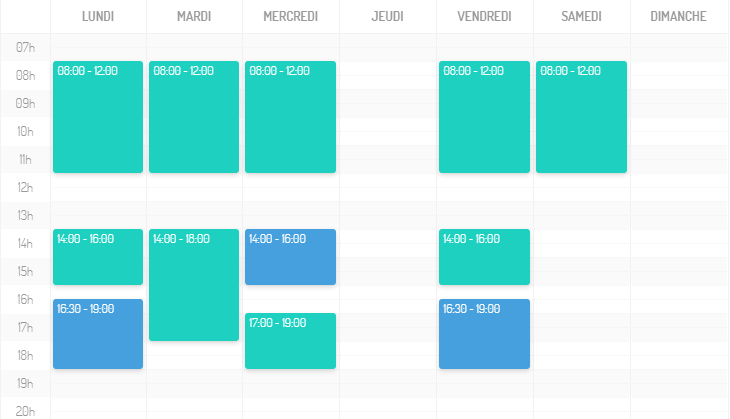 LUNDI MARDI MERCREDI JEUDI VENDREDI SAMEDI DIMANCHE
07h
08h 08:00 - 12:00 08:00 - 12:00 08:00 - 12:00 08:00 - 12:00 08:00 - 12:00
09h
10h
11h
12h
13h
14h 14:00 - 16:00 14:00 - 18:00 14:00 - 16:00 14:00 - 16:00
15h
16h
16:30 - 19:00 16:30 - 19:00
17h 17:00 - 19:00
18h
19h
20h